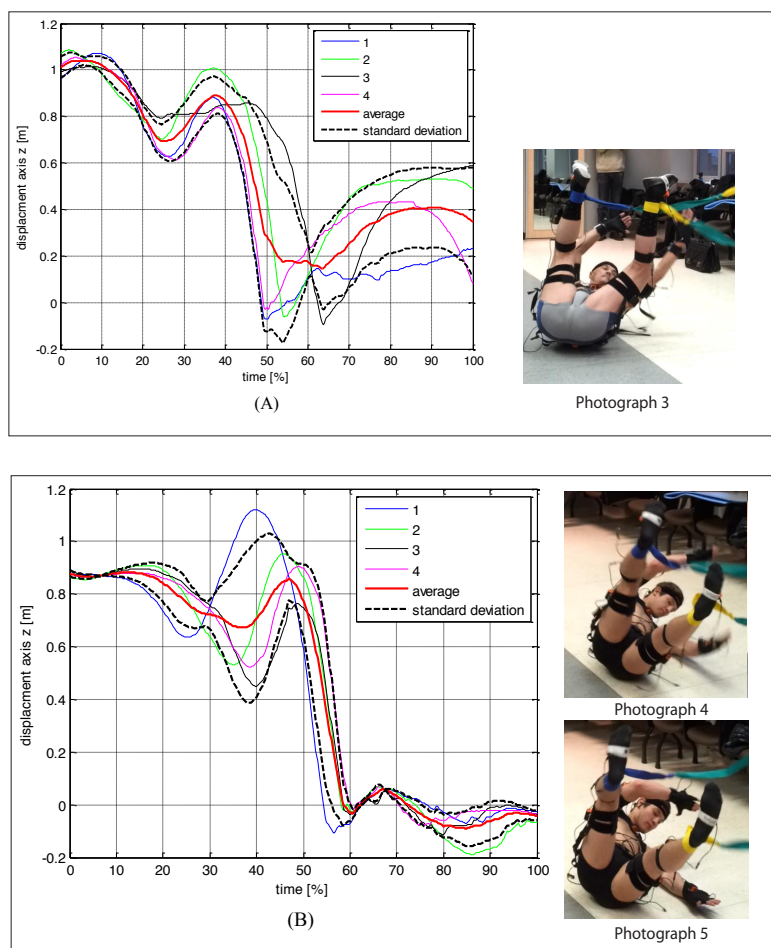 1.2
1
0.8
0.6
0.4
0.2
0
-0.2
displacment axis z [m]
1
2
3
4
average
standard deviation
0 10 20 30 40 50 60 70 80 90 100
time [%]
(A)
Photograph 3
1.2
1
0.8
0.6
0.4
0.2
0
-0.2
displacment axis z [m]
1
2
3
4
average
standard deviation
0 10 20 30 40 50 60 70 80 90 100
time [%]
(B)
Photograph 4
Photograph 5